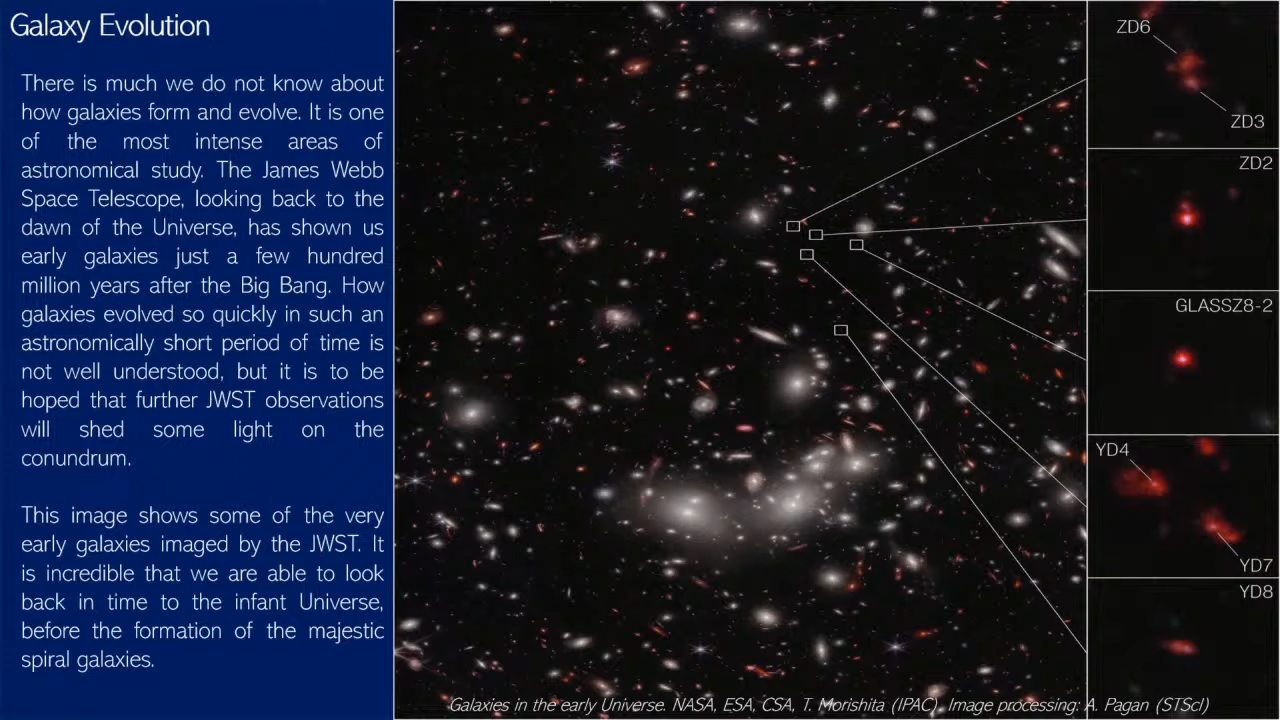 Galaxy Evolution
There is much we do not know about
how galaxies form and evolve. It is one
of the most intense areas of
astronomical study. The James Webb
Space Telescope, looking back to the
dawn of the Universe, has shown us
early galaxies just a few hundred
million years after the Big Bang. How
galaxies evolved so quickly in such an
astronomically short period of time is
not well understood, but it is to be
hoped that further JWST observations
will shed some light on the
conundrum.
This image shows some of the very
early galaxies imaged by the JWST. It
is incredible that we are able to look
back in time to the infant Universe,
before the formation of the majestic
spiral galaxies.
ZD6
ZD3
ZD2
GLASSZ8-2
YD4
YD7
YD8
Galaxies in the early Universe. NASA, ESA, CSA, T. Morishita (IPAC). Image processing: A. Pagan (STScI)